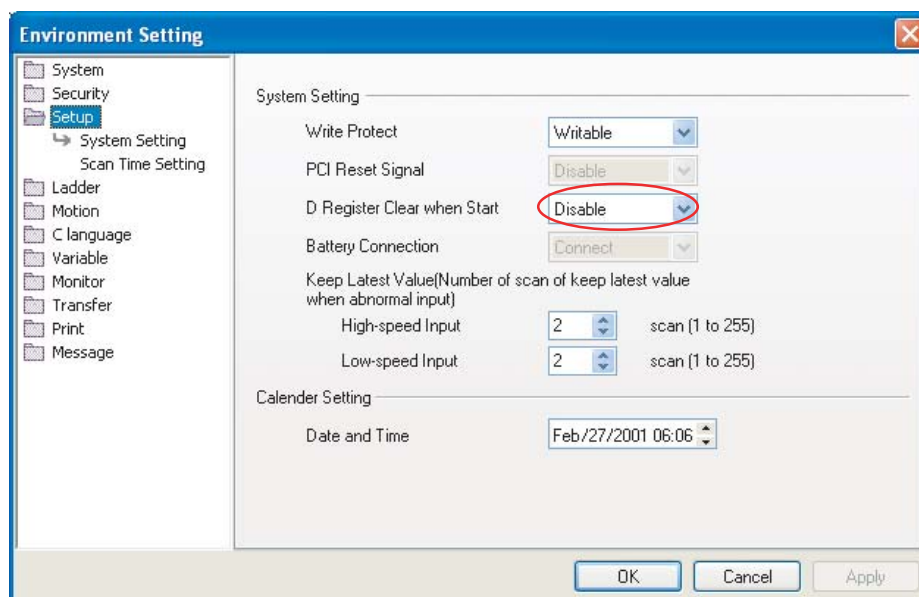 Environment Setting
System
Security
Setup
System Setting
Scan Time Setting
Ladder
Motion
C language
Variable
Monitor
Transfer
Print
Message
System Setting
Write Protect Writable
PCI Reset Signal Disable
D Register Clear when Start Disable
Battery Connection Connect
Keep Latest Value(Number of scan of keep latest value
when abnormal input)
High-speed Input 2 scan (1 to 255)
Low-speed Input 2 scan (1 to 255)
Calender Setting
Date and Time Feb/27/2001 06:06
OK Cancel Apply